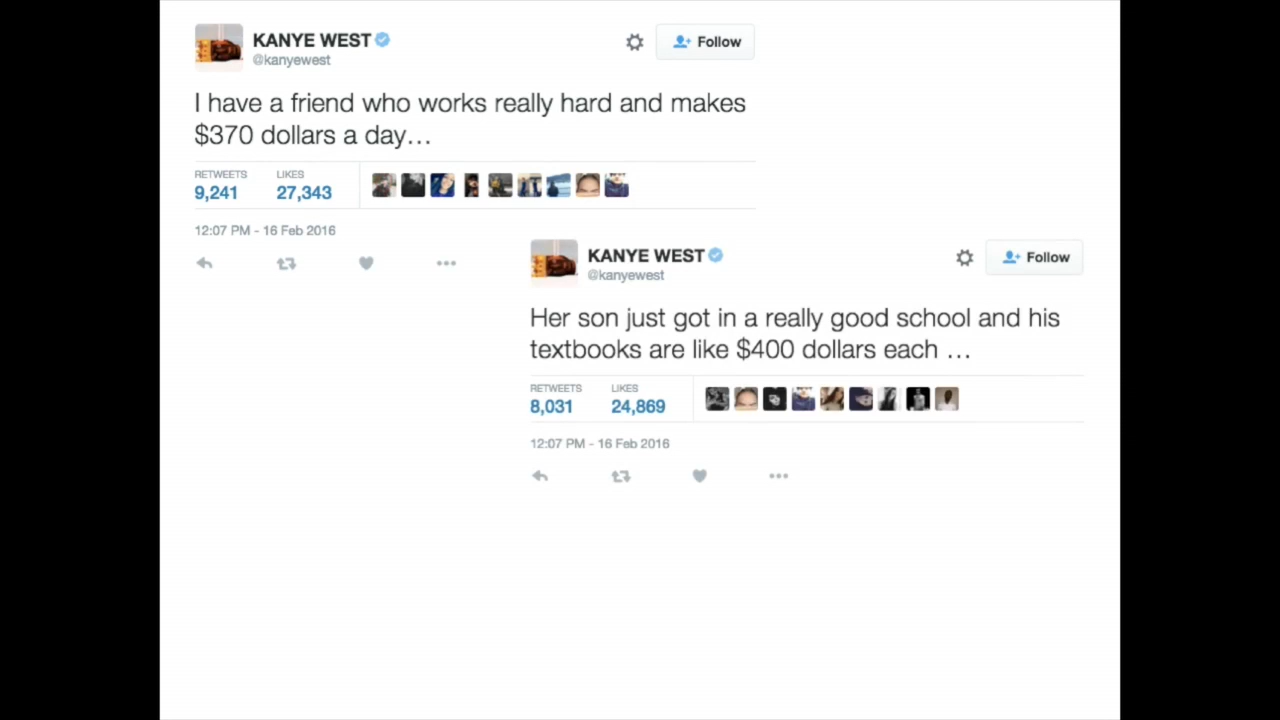 KANYE WEST
@kanyewest
Follow
I have a friend who works really hard and makes
$370 dollars a day...
RETWEETS LIKES
9,241 27,343
12:07 PM - 16 Feb 2016
KANYE WEST
@kanyewest
Follow
Her son just got in a really good school and his
textbooks are like $400 dollars each ...
RETWEETS LIKES
8,031 24,869
12:07 PM - 16 Feb 2016